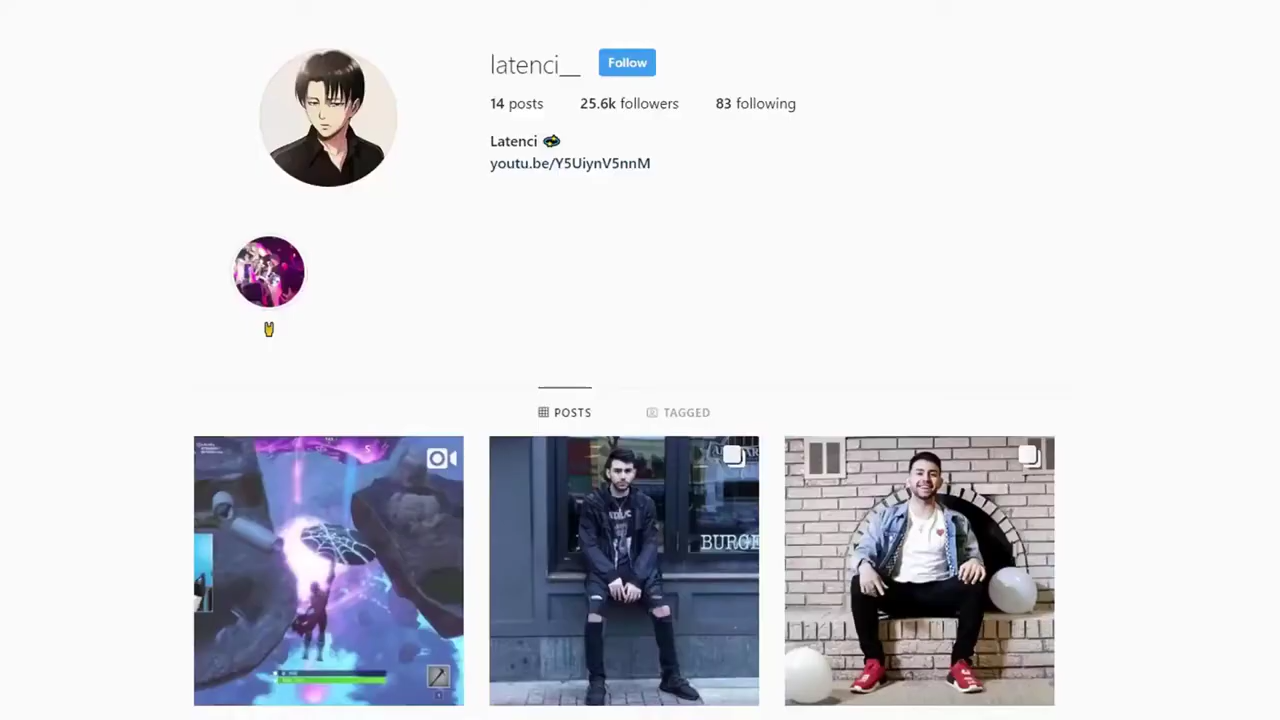 latenci__ Follow
14 posts 25.6k followers 83 following
Latenci
youtu.be/Y5UiynV5nnM
POSTS TAGGED
BURGE